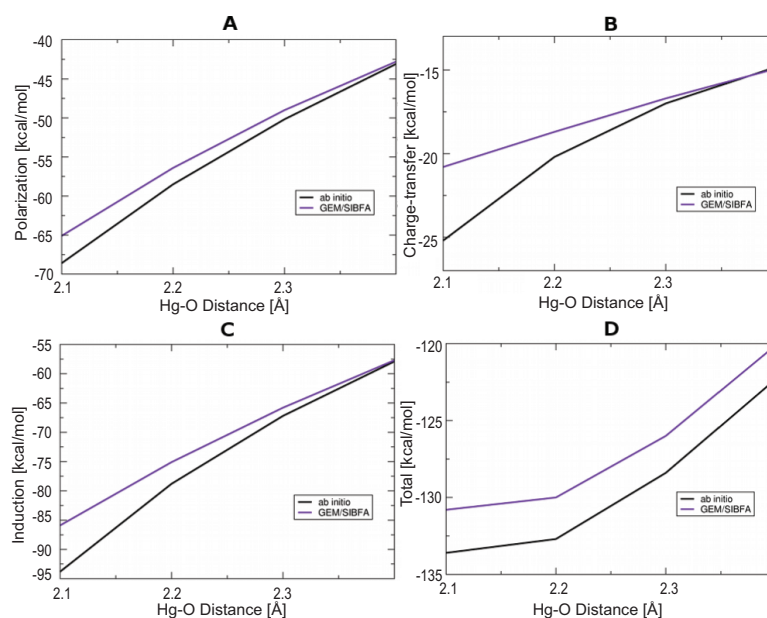 A
Polarization [kcal/mol]
-40
-45
-50
-55
-60
-65
-70
ab initio
GEM/SIBFA
2.1
2.2
2.3
Hg-O Distance [Å]
B
Charge-transfer [kcal/mol]
-15
-20
-25
ab initio
GEM/SIBFA
2.1
2.2
2.3
Hg-O Distance [Å]
C
Induction [kcal/mol]
-55
-60
-65
-70
-75
-80
-85
-90
-95
ab initio
GEM/SIBFA
2.1
2.2
2.3
Hg-O Distance [Å]
D
Total [kcal/mol]
-120
-125
-130
-135
ab initio
GEM/SIBFA
2.1
2.2
2.3
Hg-O Distance [Å]